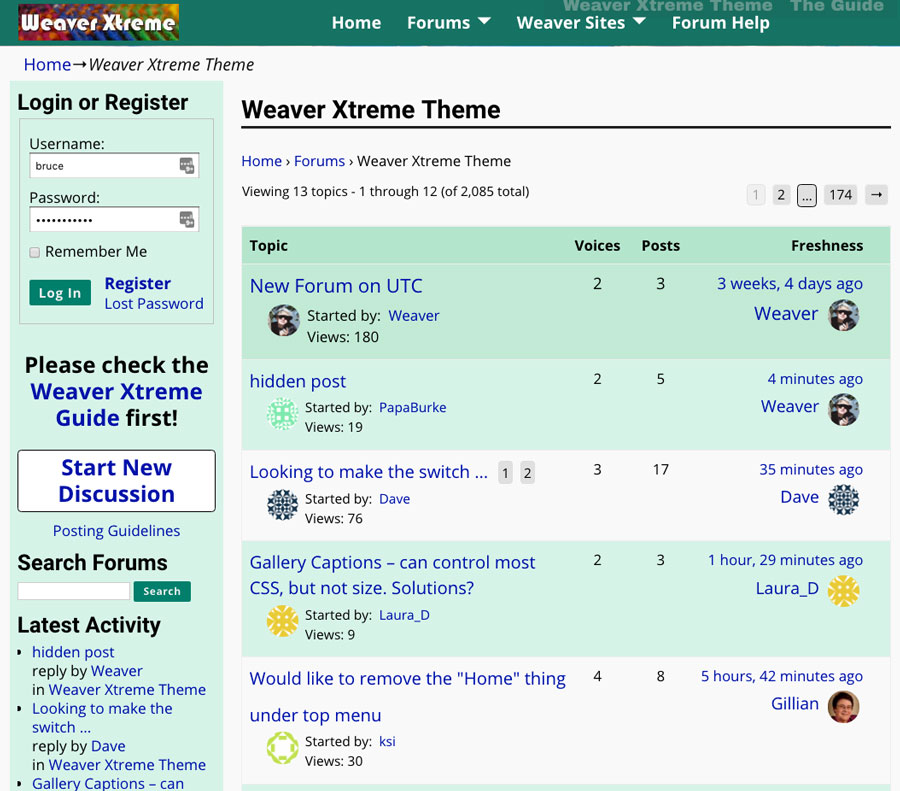 Weaver Xtreme Theme The Guide
Weaver Xtreme
Home Forums Weaver Sites Forum Help
Home→Weaver Xtreme Theme
Login or Register
Username:
bruce
Password:
•••••••••••
Remember Me
Log In
Register
Lost Password
Please check the
Weaver Xtreme
Guide first!
Start New
Discussion
Posting Guidelines
Search Forums
Search
Latest Activity
hidden post
reply by Weaver
in Weaver Xtreme Theme
Looking to make the
switch ...
reply by Dave
in Weaver Xtreme Theme
Gallery Captions – can
Weaver Xtreme Theme
Home › Forums › Weaver Xtreme Theme
Viewing 13 topics - 1 through 12 (of 2,085 total)
1 2 ... 174 →
Topic Voices Posts Freshness
New Forum on UTC 2 3 3 weeks, 4 days ago
Started by: Weaver Weaver
Views: 180
hidden post 2 5 4 minutes ago
Started by: PapaBurke Weaver
Views: 19
Looking to make the switch ... 1 2 3 17 35 minutes ago
Started by: Dave Dave
Views: 76
Gallery Captions – can control most 2 3 1 hour, 29 minutes ago
CSS, but not size. Solutions? Laura_D
Started by: Laura_D
Views: 9
Would like to remove the "Home" thing 4 8 5 hours, 42 minutes ago
under top menu Gillian
Started by: ksi
Views: 30